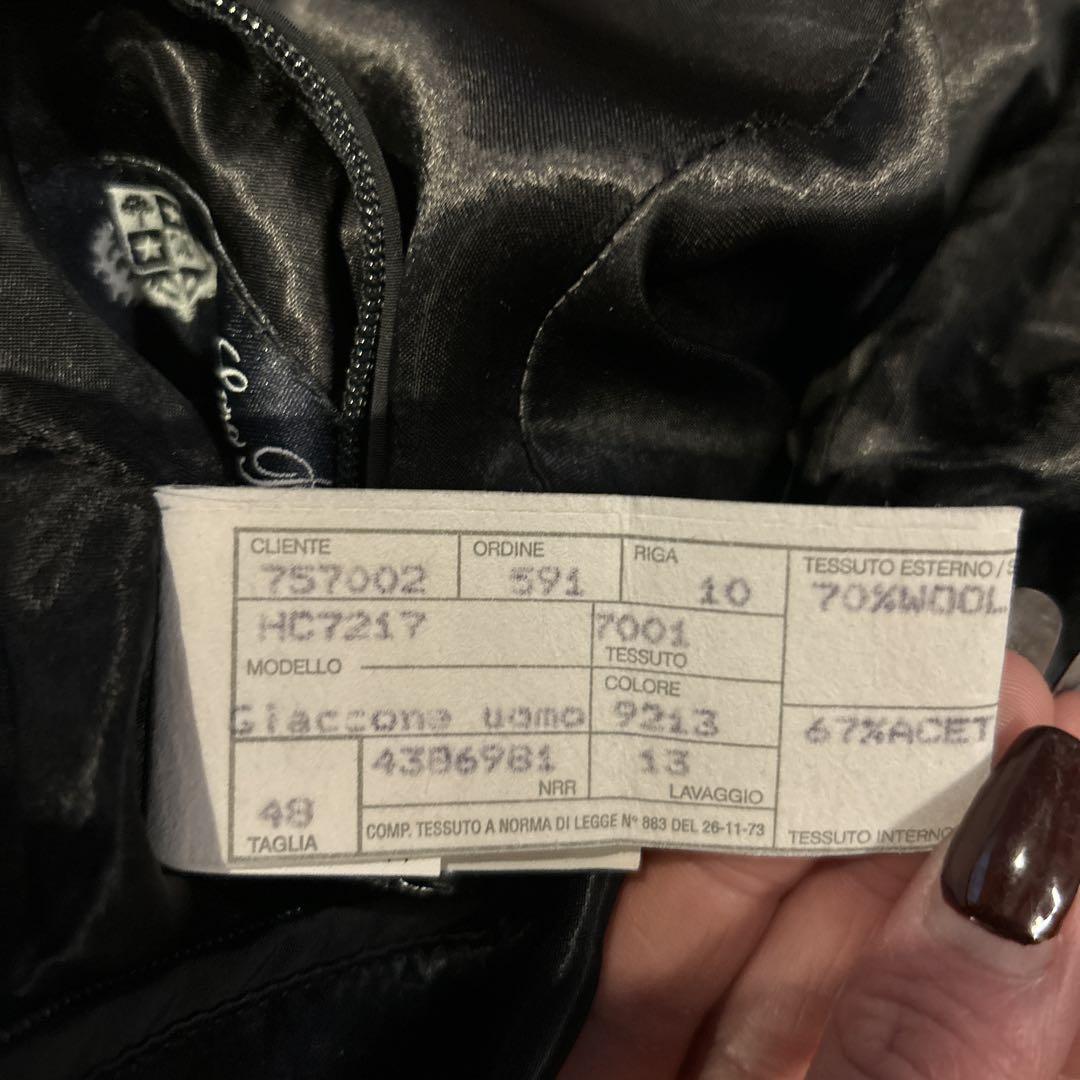 CLIENTE
757002
ORDINE
591
RIGA
10
TESSUTO ESTERNO /
70%WOOL
HC7217
MODELLO
7001
TESSUTO
COLORE
9213
Giaccone uomo
67%ACET
4386981
NRR
13
LAVAGGIO
48
TAGLIA
COMP. TESSUTO A NORMA DI LEGGE N° 883 DEL 26-11-73
TESSUTO INTERNO